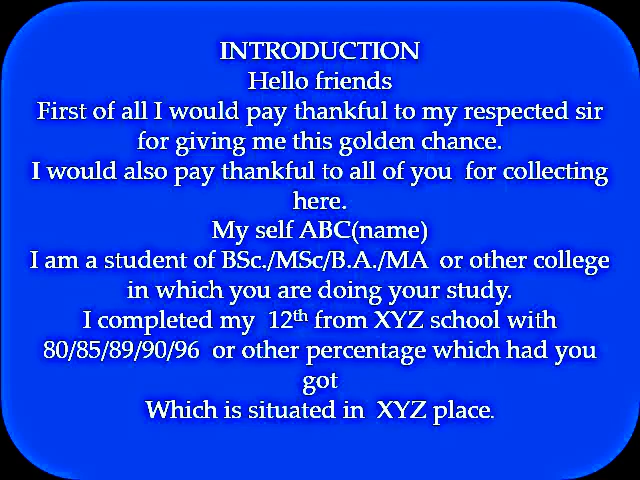 INTRODUCTION
Hello friends
First of all I would pay thankful to my respected sir
for giving me this golden chance.
I would also pay thankful to all of you for collecting
here.
My self ABC(name)
I am a student of BSc./MSc/B.A./MA or other college
in which you are doing your study.
I completed my 12th from XYZ school with
80/85/89/90/96 or other percentage which had you
got
Which is situated in XYZ place.